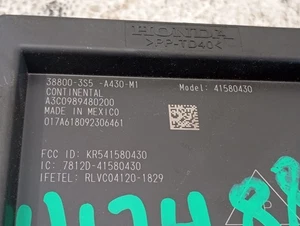 HONDA
>PP-TD40<
38800-3S5 -A430-M1
CONTINENTAL
Model: 41580430
A3C0989480200
MADE IN MEXICO
017A618092306461
FCC ID: KR541580430
IC: 7812D-41580430
IFETEL: RLVC04120-1829